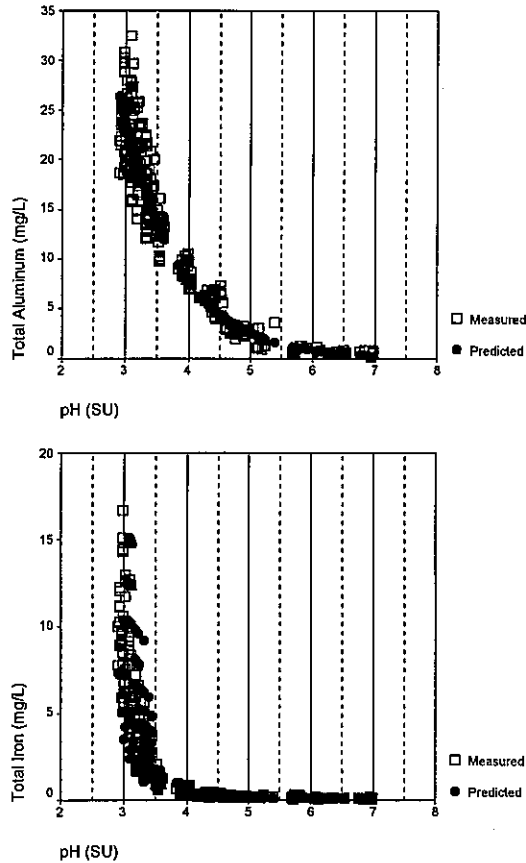 35
30
25
20
15
10
5
0
Total Aluminum (mg/L)
2 3 4 5 6 7 8
pH (SU)
Measured
Predicted
20
15
10
5
0
Total Iron (mg/L)
2 3 4 5 6 7 8
pH (SU)
Measured
Predicted